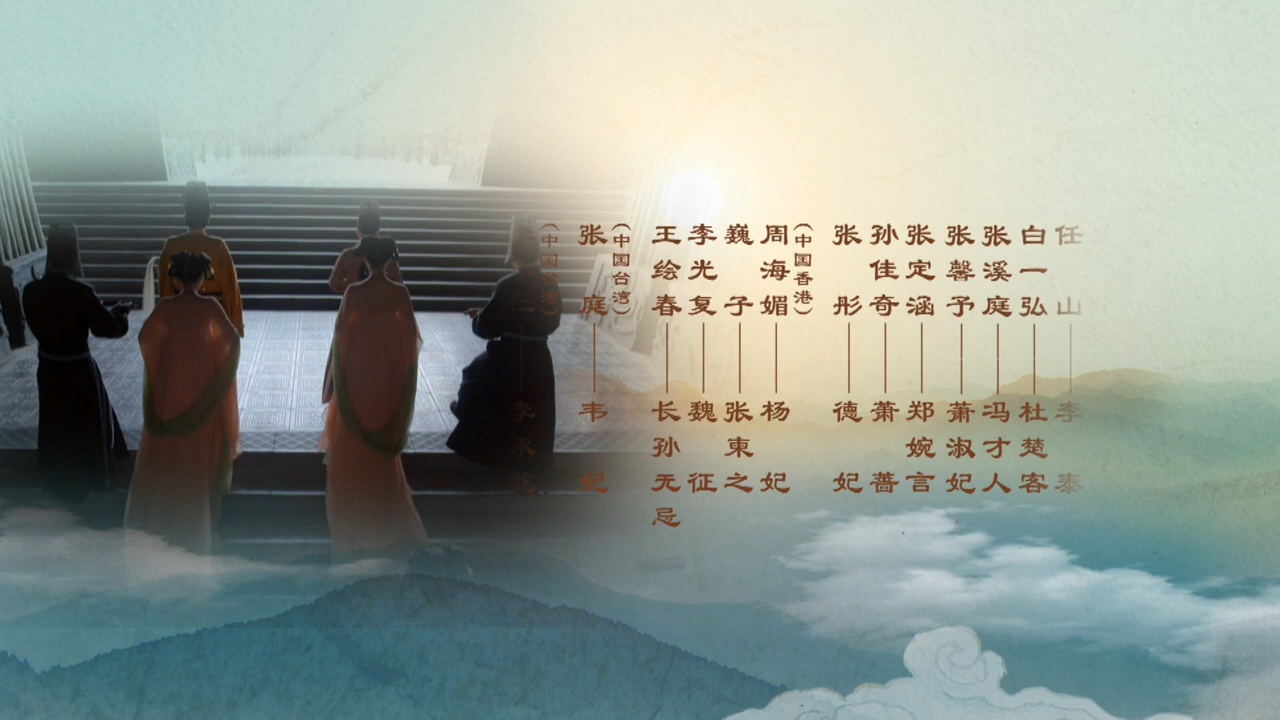 任山 李泰
白一弘 杜楚客
张溪庭 冯才人
张馨予 萧淑妃
张定涵 郑婉言
孙佳奇 萧蔷
张彤 德妃
(中国香港)
周海媚 杨妃
巍子 张東之
李光复 魏征
王绘春 长孙无忌
(中国台湾)
张庭 韦妃